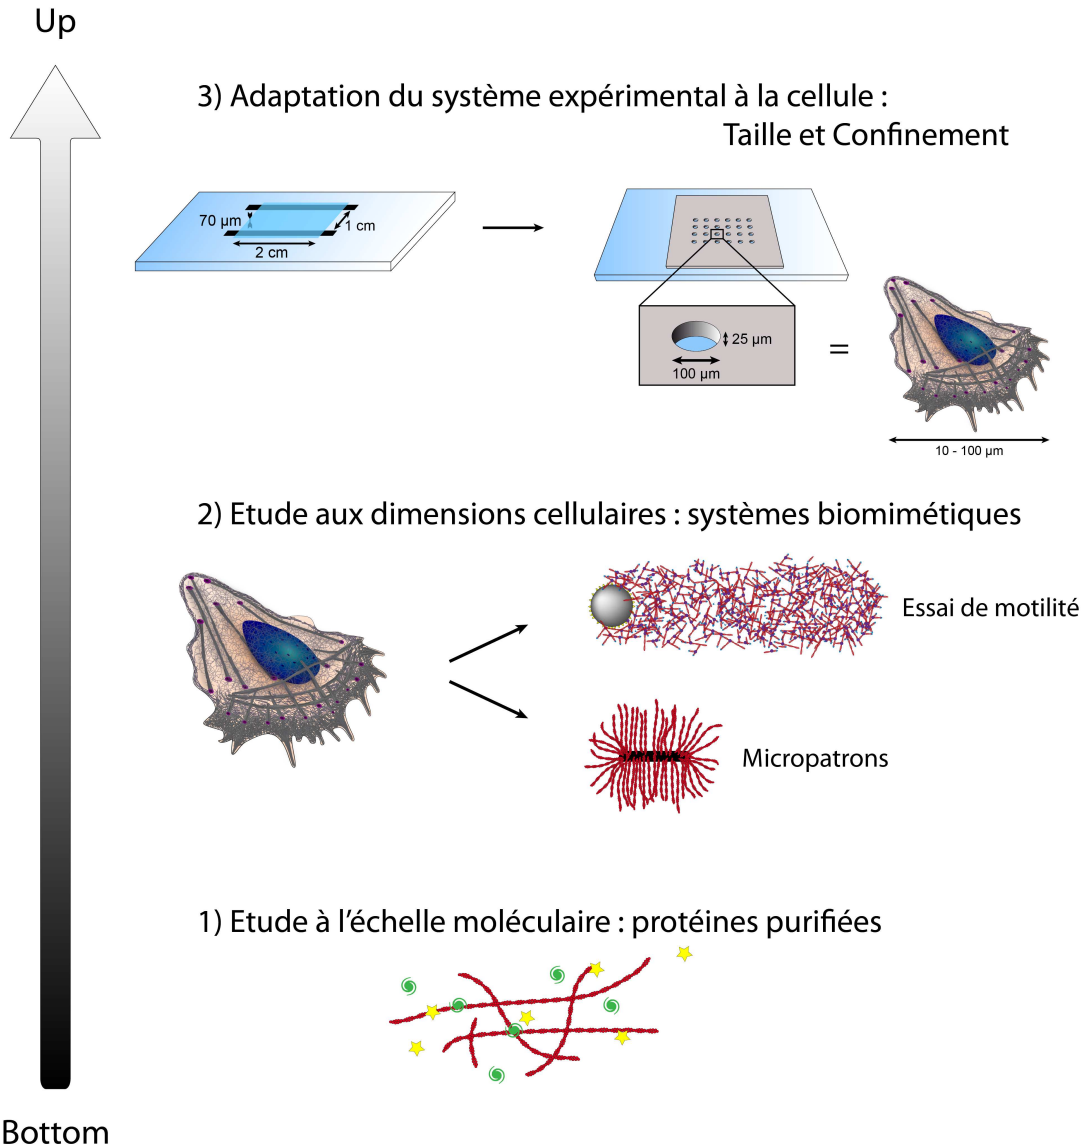 Up
3) Adaptation du système expérimental à la cellule :
Taille et Confinement
70 µm
1 cm
2 cm
25 µm
100 µm
=
10 - 100 µm
2) Etude aux dimensions cellulaires : systèmes biomimétiques
Essai de motilité
Micropatrons
1) Etude à l’échelle moléculaire : protéines purifiées
Bottom